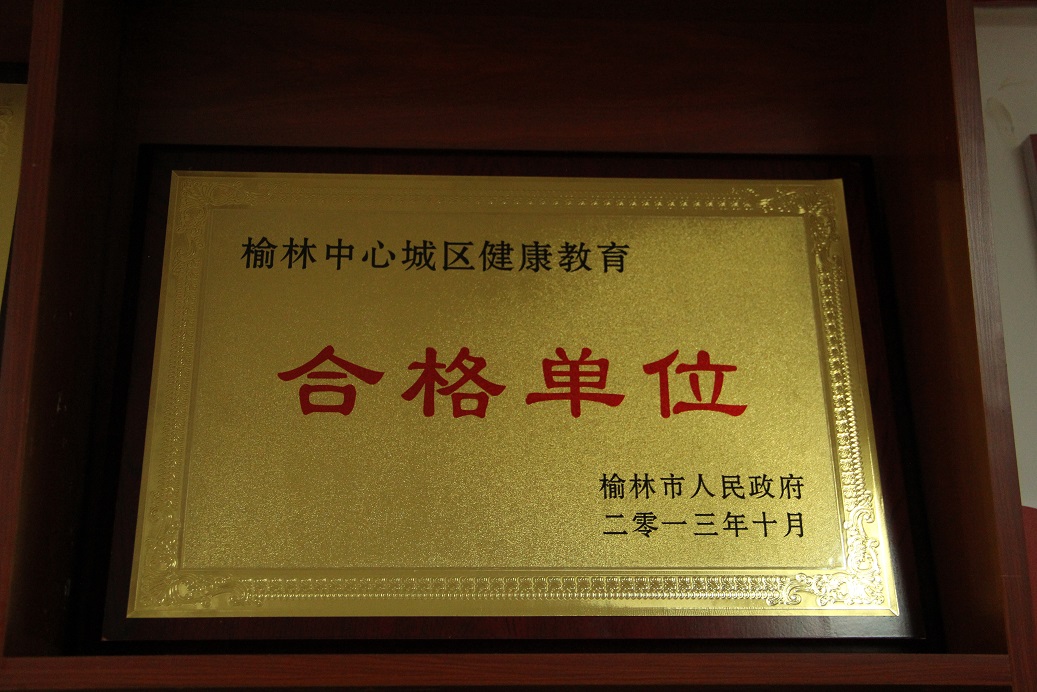 榆林中心城区健康教育
合格单位
榆林市人民政府
二零一三年十月